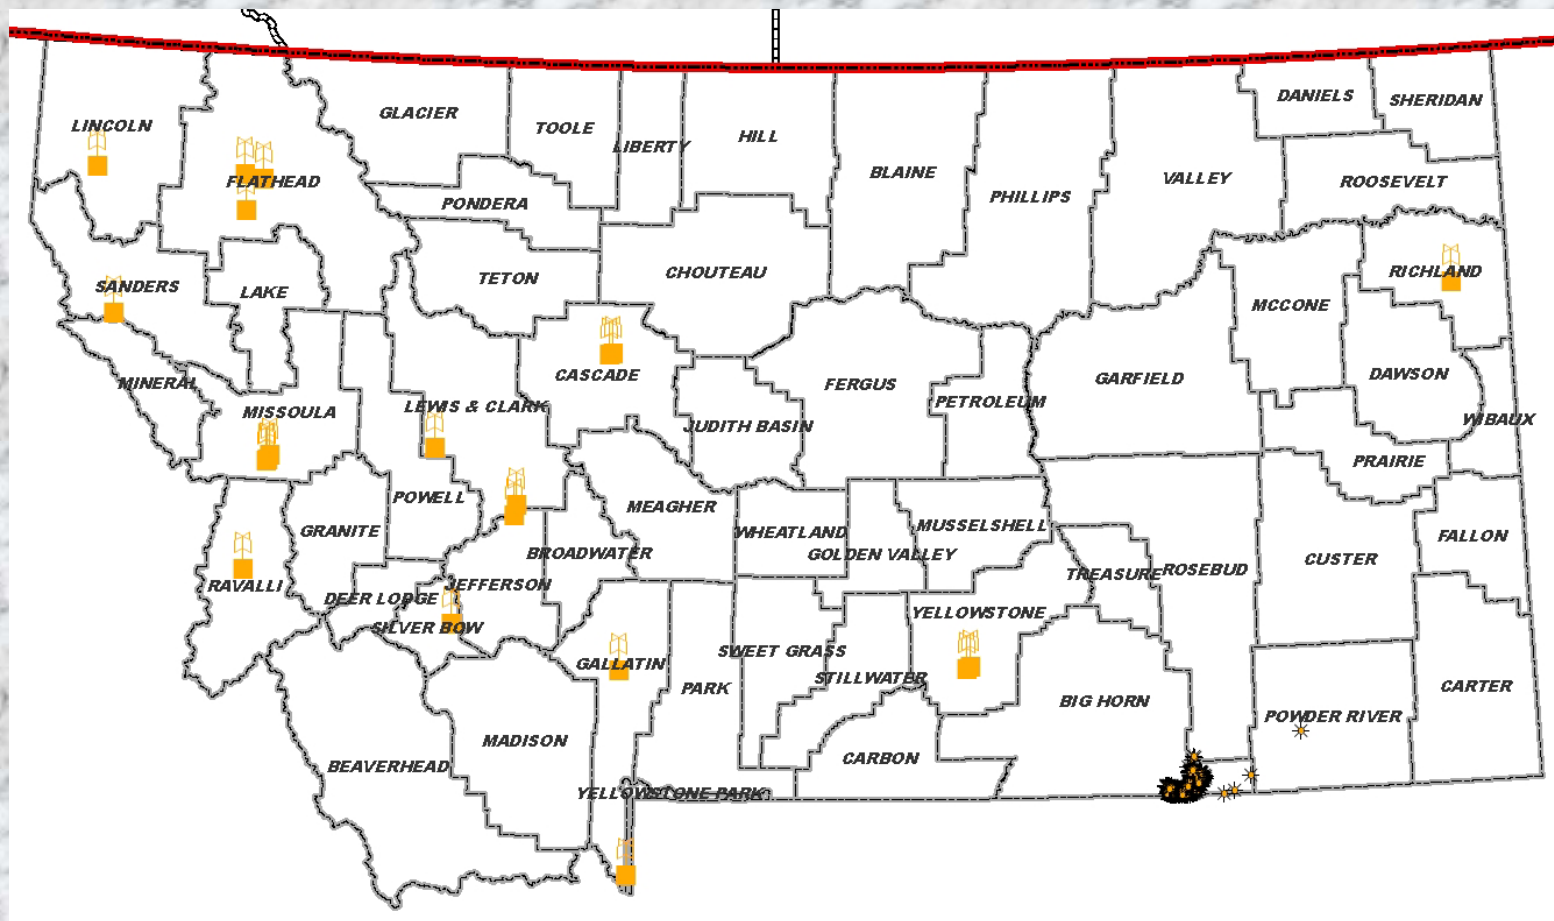 LINCOLN
FLATHEAD
GLACIER
TOOLE
LIBERTY
HILL
BLAINE
PHILLIPS
VALLEY
DANIELS
SHERIDAN
ROOSEVELT
PONDERA
SANDERS
LAKE
TETON
CHOUTEAU
MCCONE
RICHLAND
MINERAL
MISSOULA
LEWIS & CLARK
CASCADE
JUDITH BASIN
FERGUS
PETROLEUM
GARFIELD
DAWSON
WIBAUX
PRAIRIE
POWELL
GRANITE
MEAGHER
BROADWATER
WHEATLAND
GOLDEN VALLEY
MUSSELSHELL
TREASURE
ROSEBUD
CUSTER
FALLON
RAVALLI
DEER LODGE
JEFFERSON
SILVER BOW
GALLATIN
PARK
SWEET GRASS
STILLWATER
YELLOWSTONE
BIG HORN
POWDER RIVER
CARTER
BEAVERHEAD
MADISON
CARBON
YELLOWSTONE PARK